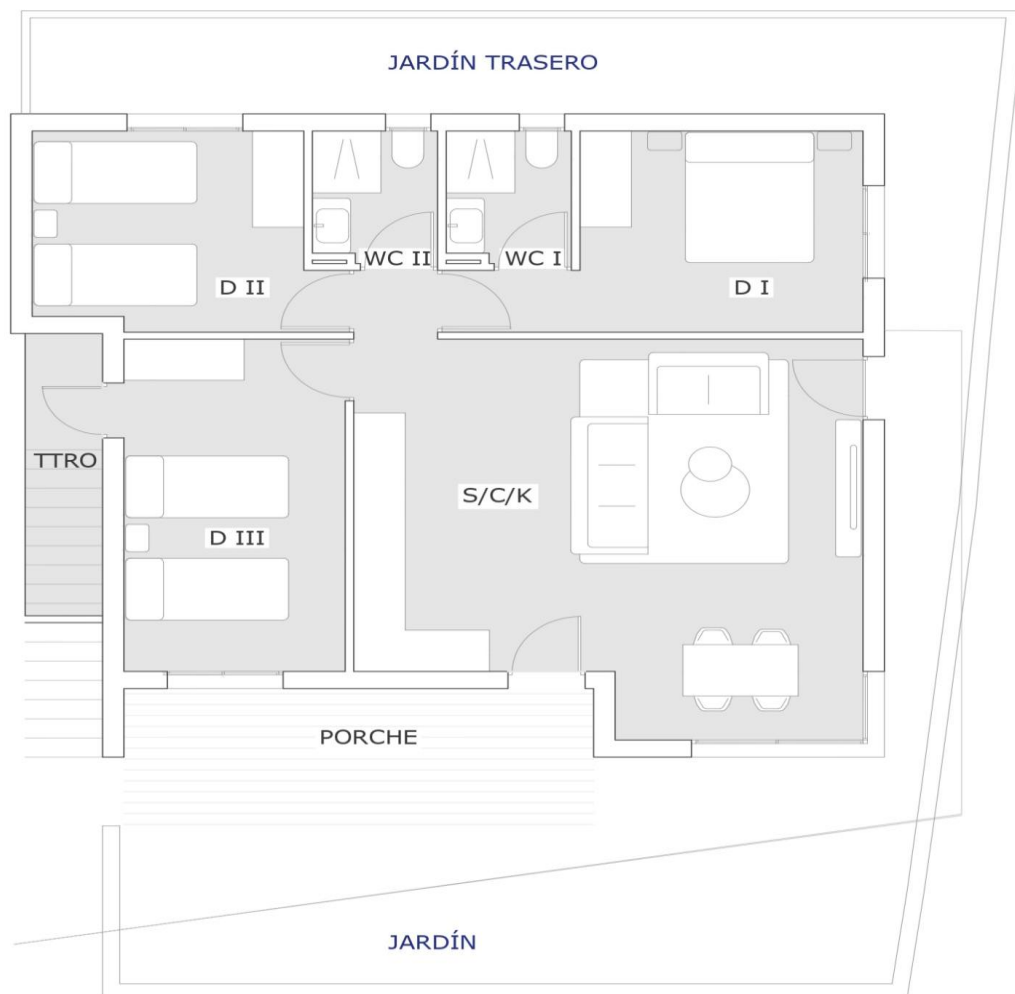 JARDÍN TRASERO
WC II
WC I
D II
D I
TTRO
S/C/K
D III
PORCHE
JARDÍN